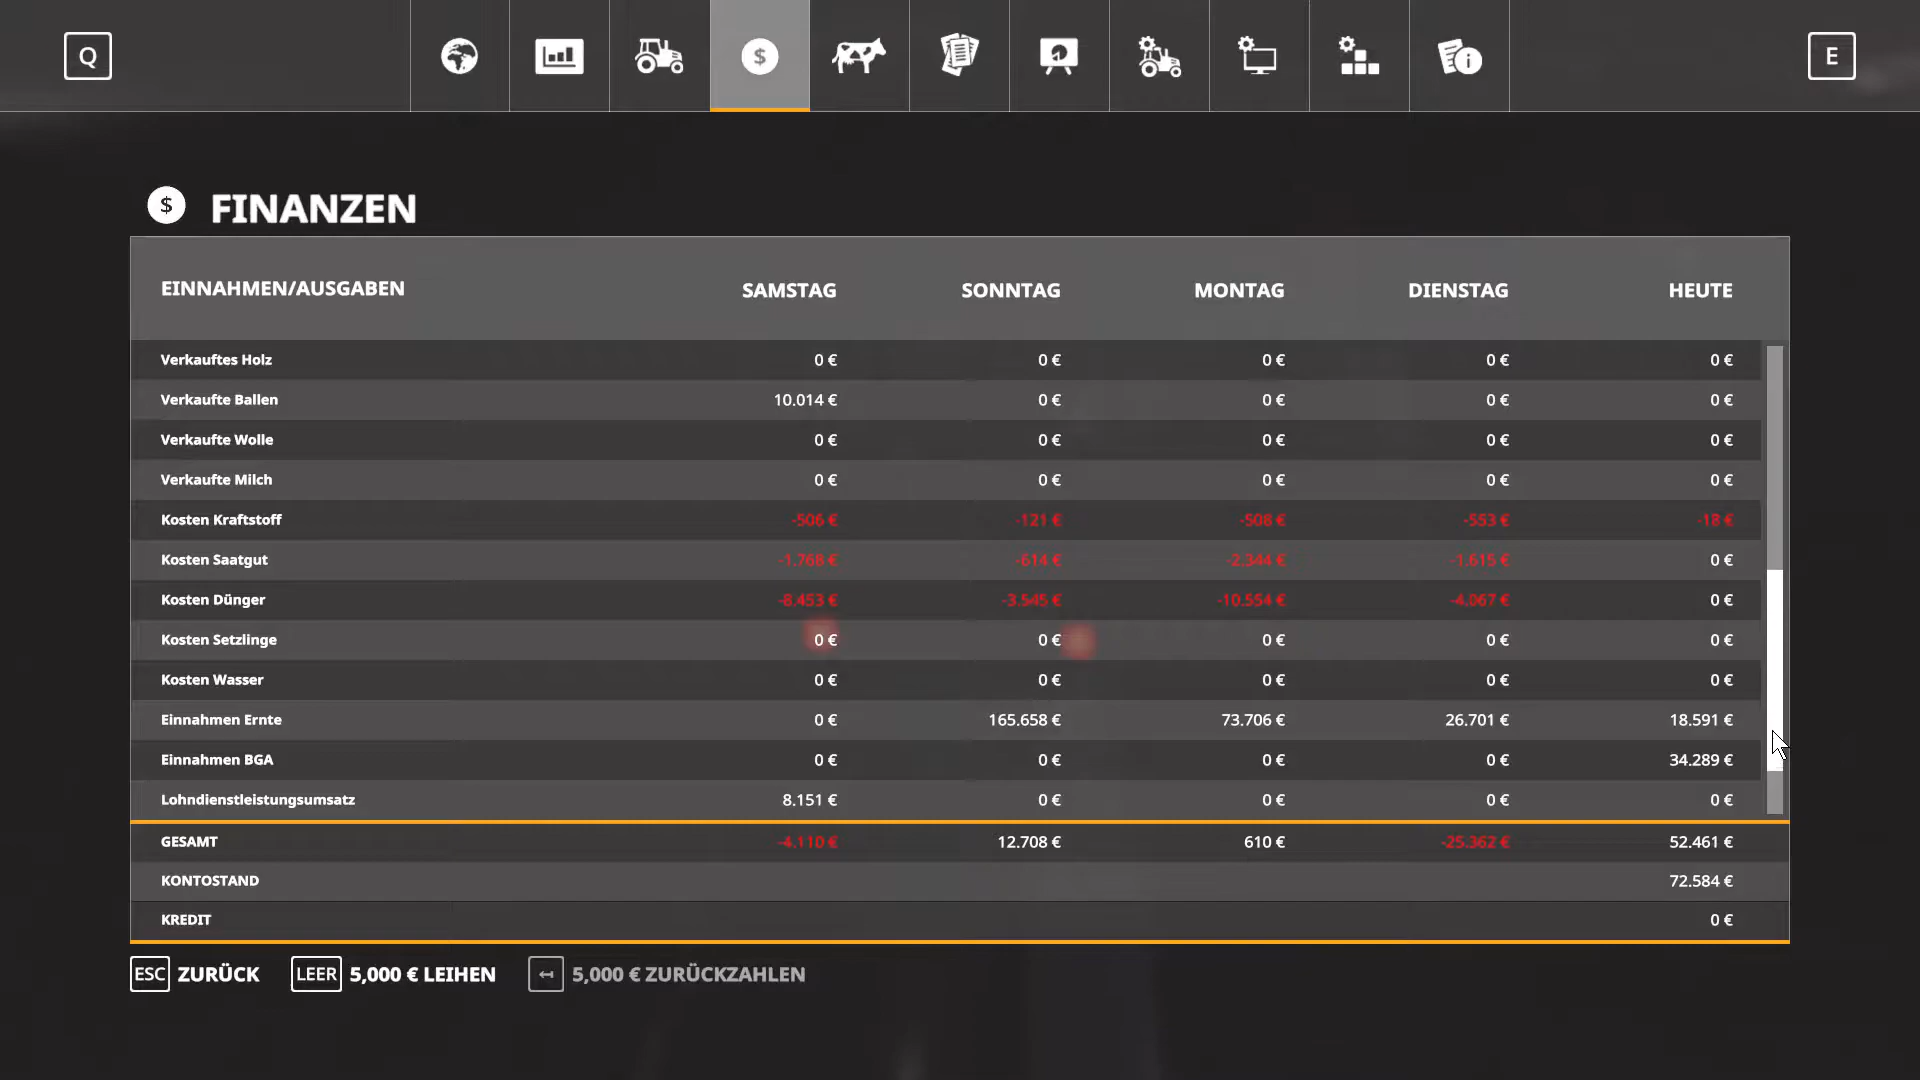 Q
E
$
$ FINANZEN
EINNAHMEN/AUSGABEN SAMSTAG SONNTAG MONTAG DIENSTAG HEUTE
Verkauftes Holz 0 € 0 € 0 € 0 € 0 €
Verkaufte Ballen 10.014 € 0 € 0 € 0 € 0 €
Verkaufte Wolle 0 € 0 € 0 € 0 € 0 €
Verkaufte Milch 0 € 0 € 0 € 0 € 0 €
Kosten Kraftstoff -506 € -121 € -508 € -553 € -18 €
Kosten Saatgut -1.768 € -614 € -2.344 € -1.615 € 0 €
Kosten Dünger -8.453 € -3.545 € -10.554 € -4.067 € 0 €
Kosten Setzlinge 0 € 0 € 0 € 0 € 0 €
Kosten Wasser 0 € 0 € 0 € 0 € 0 €
Einnahmen Ernte 0 € 165.658 € 73.706 € 26.701 € 18.591 €
Einnahmen BGA 0 € 0 € 0 € 0 € 34.289 €
Lohndienstleistungsumsatz 8.151 € 0 € 0 € 0 € 0 €
GESAMT -4.110 € 12.708 € 610 € -25.362 € 52.461 €
KONTOSTAND 72.584 €
KREDIT 0 €
ESC ZURÜCK LEER 5,000 € LEIHEN ↤ 5,000 € ZURÜCKZAHLEN